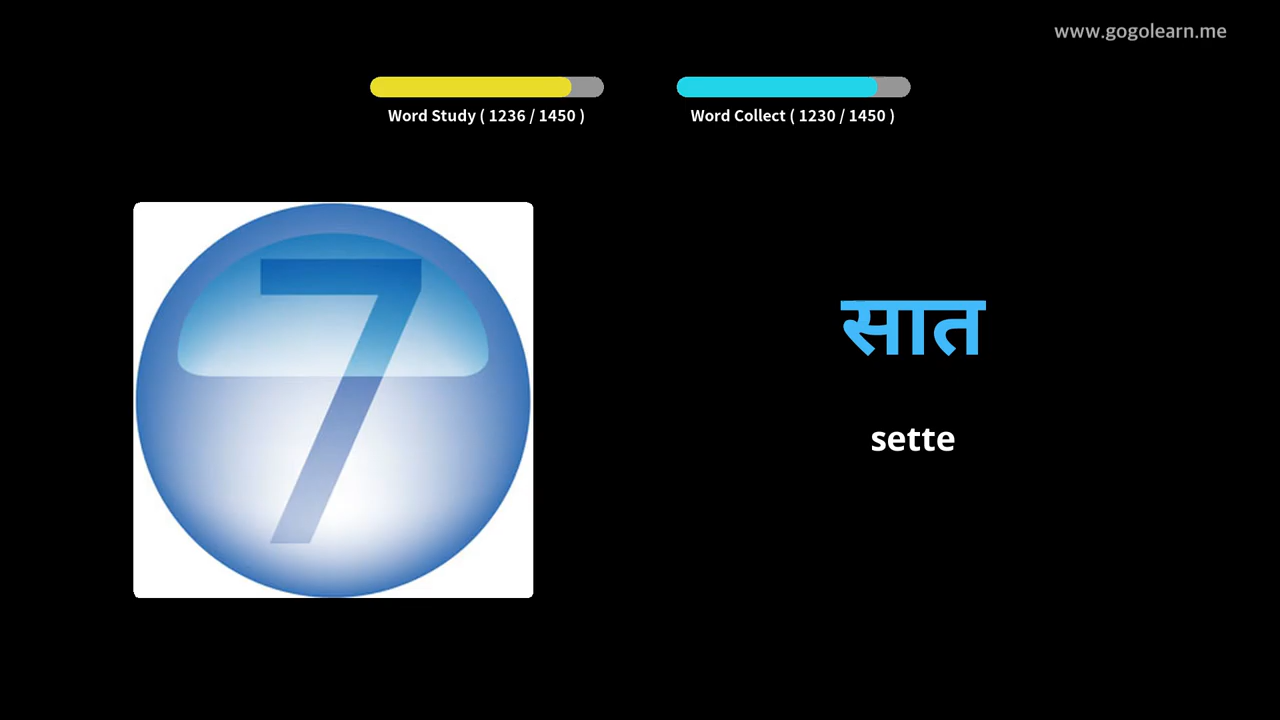 www.gogolearn.me
Word Study ( 1236 / 1450 )
Word Collect ( 1230 / 1450 )
7
सात
sette